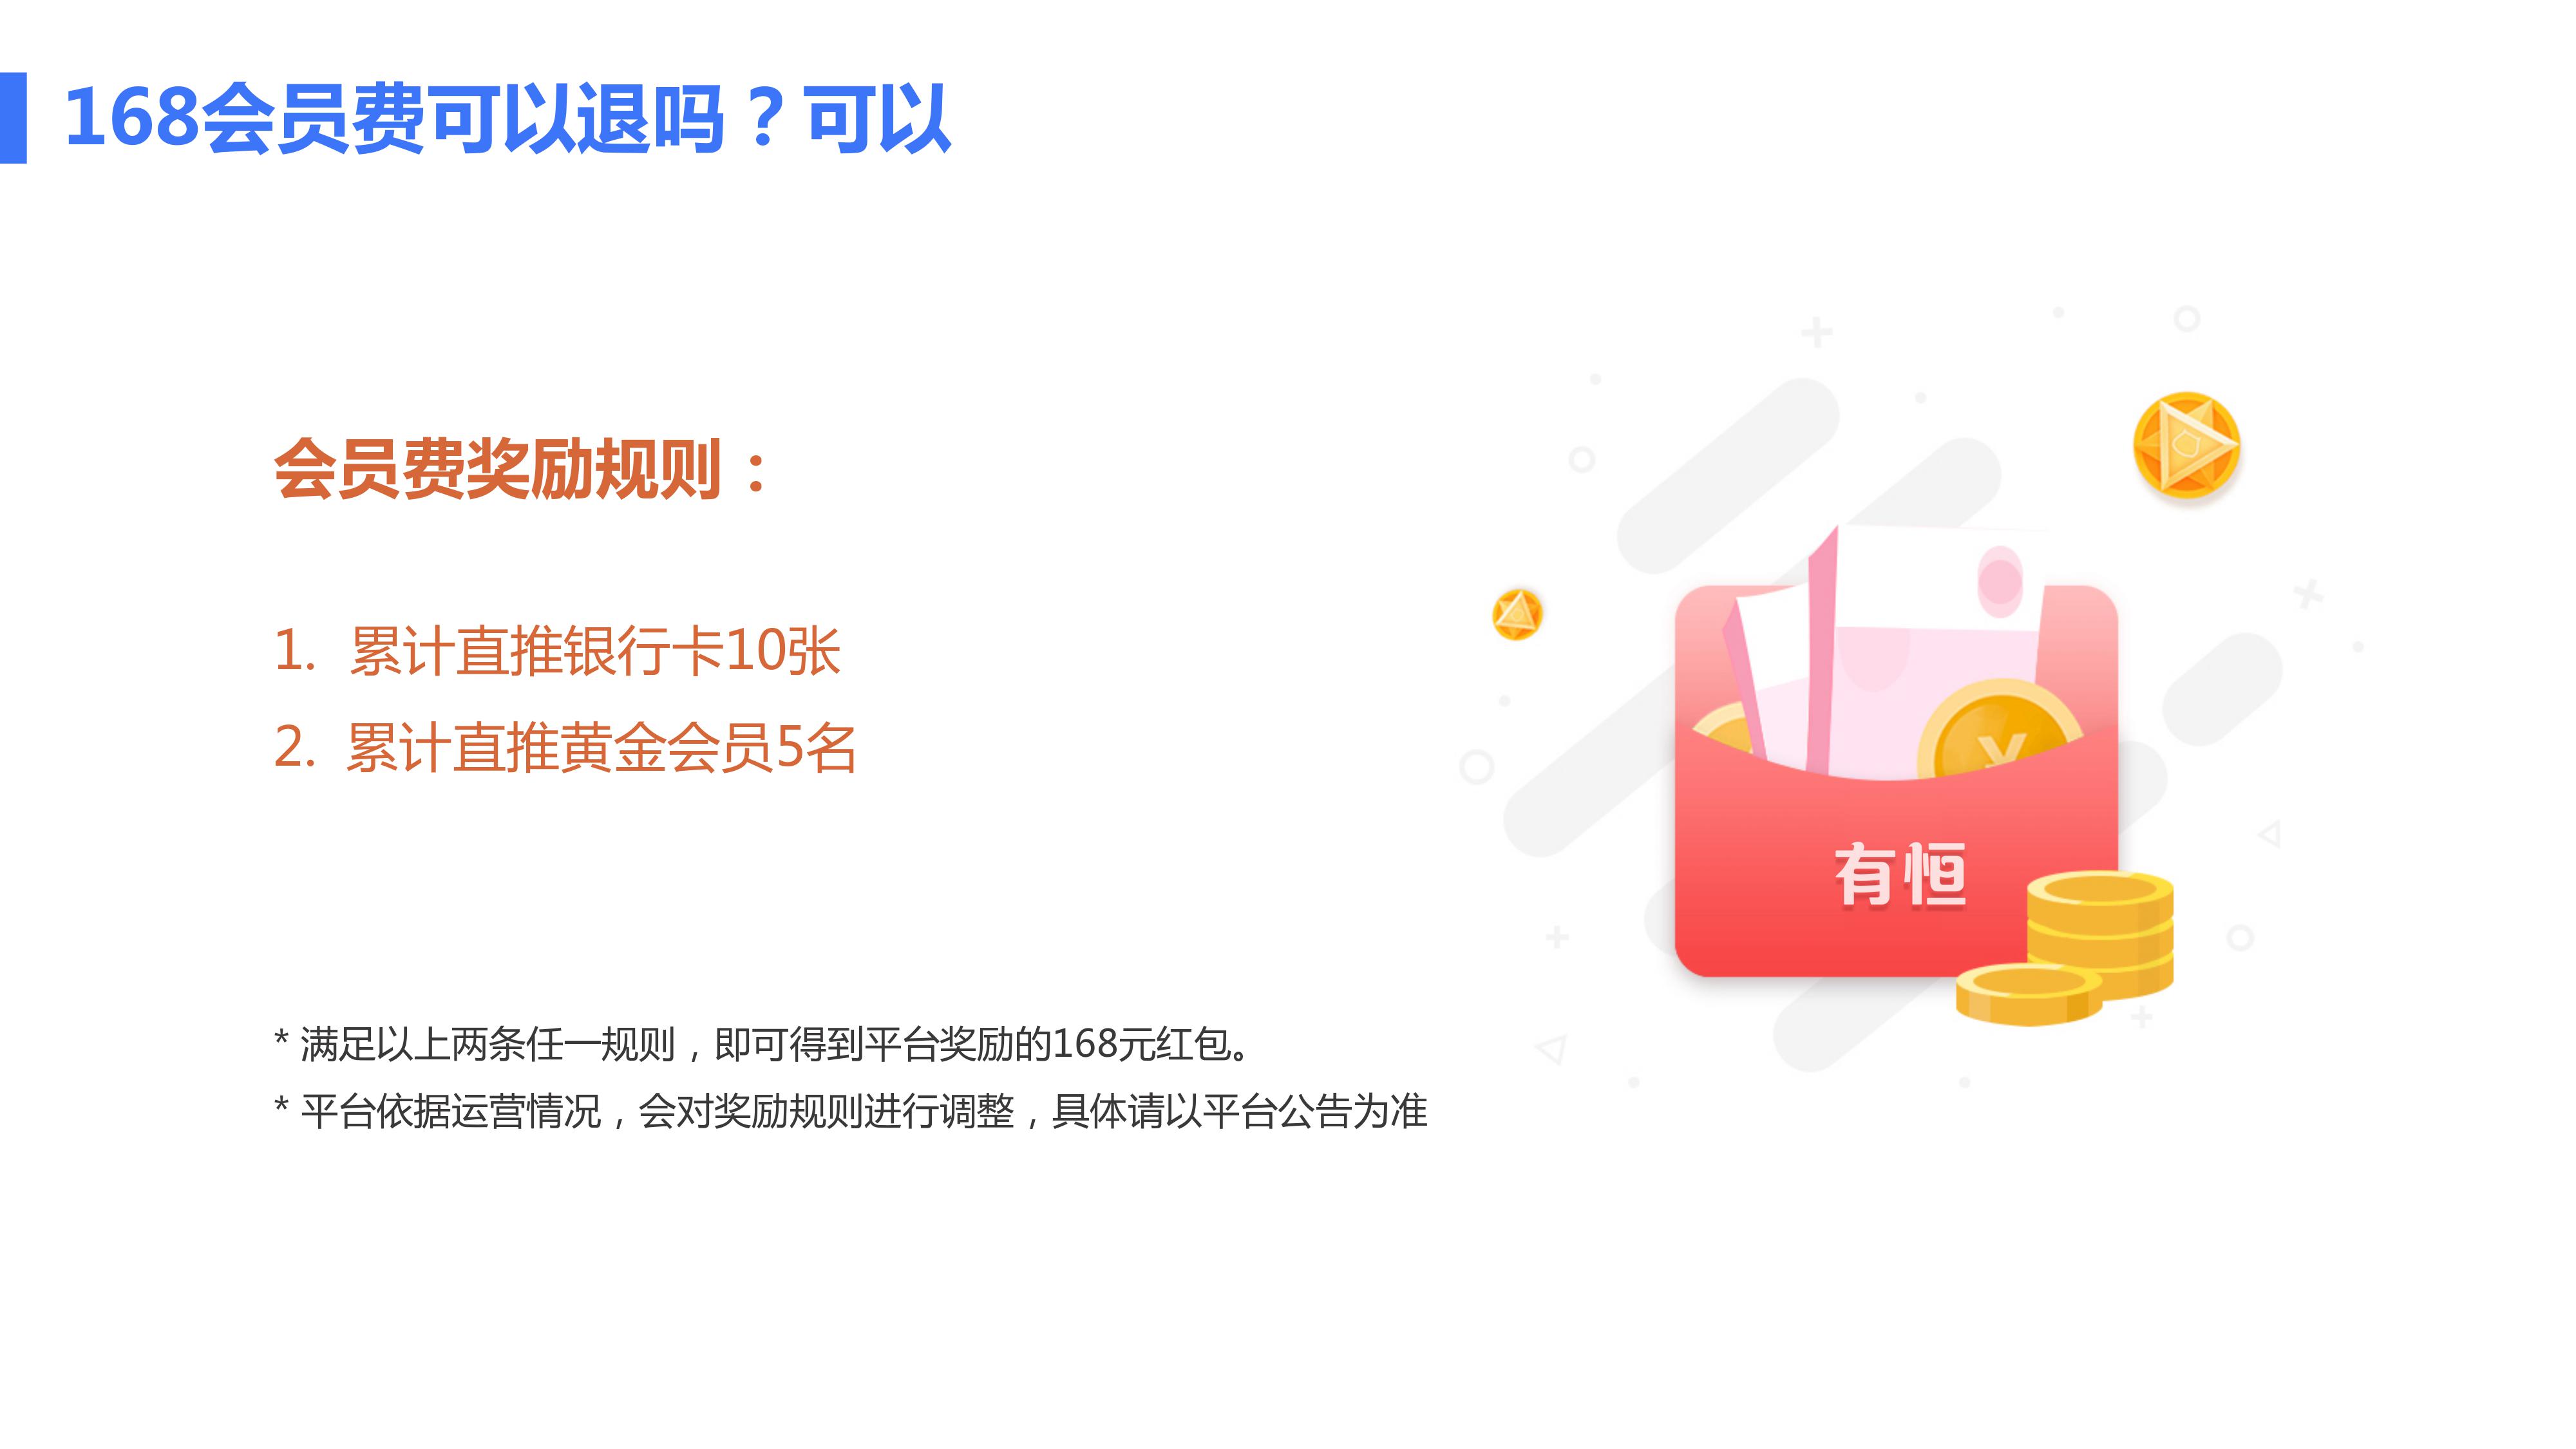 168会员费可以退吗？可以
会员费奖励规则：
1. 累计直推银行卡10张
2. 累计直推黄金会员5名
有恒
* 满足以上两条任一规则，即可得到平台奖励的168元红包。
* 平台依据运营情况，会对奖励规则进行调整，具体请以平台公告为准